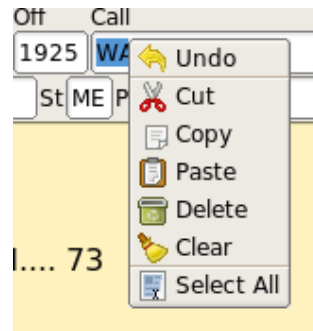 Off Call
1925 WA Undo
St ME P Cut
Copy
Paste
Delete
Clear
.... 73
Select All